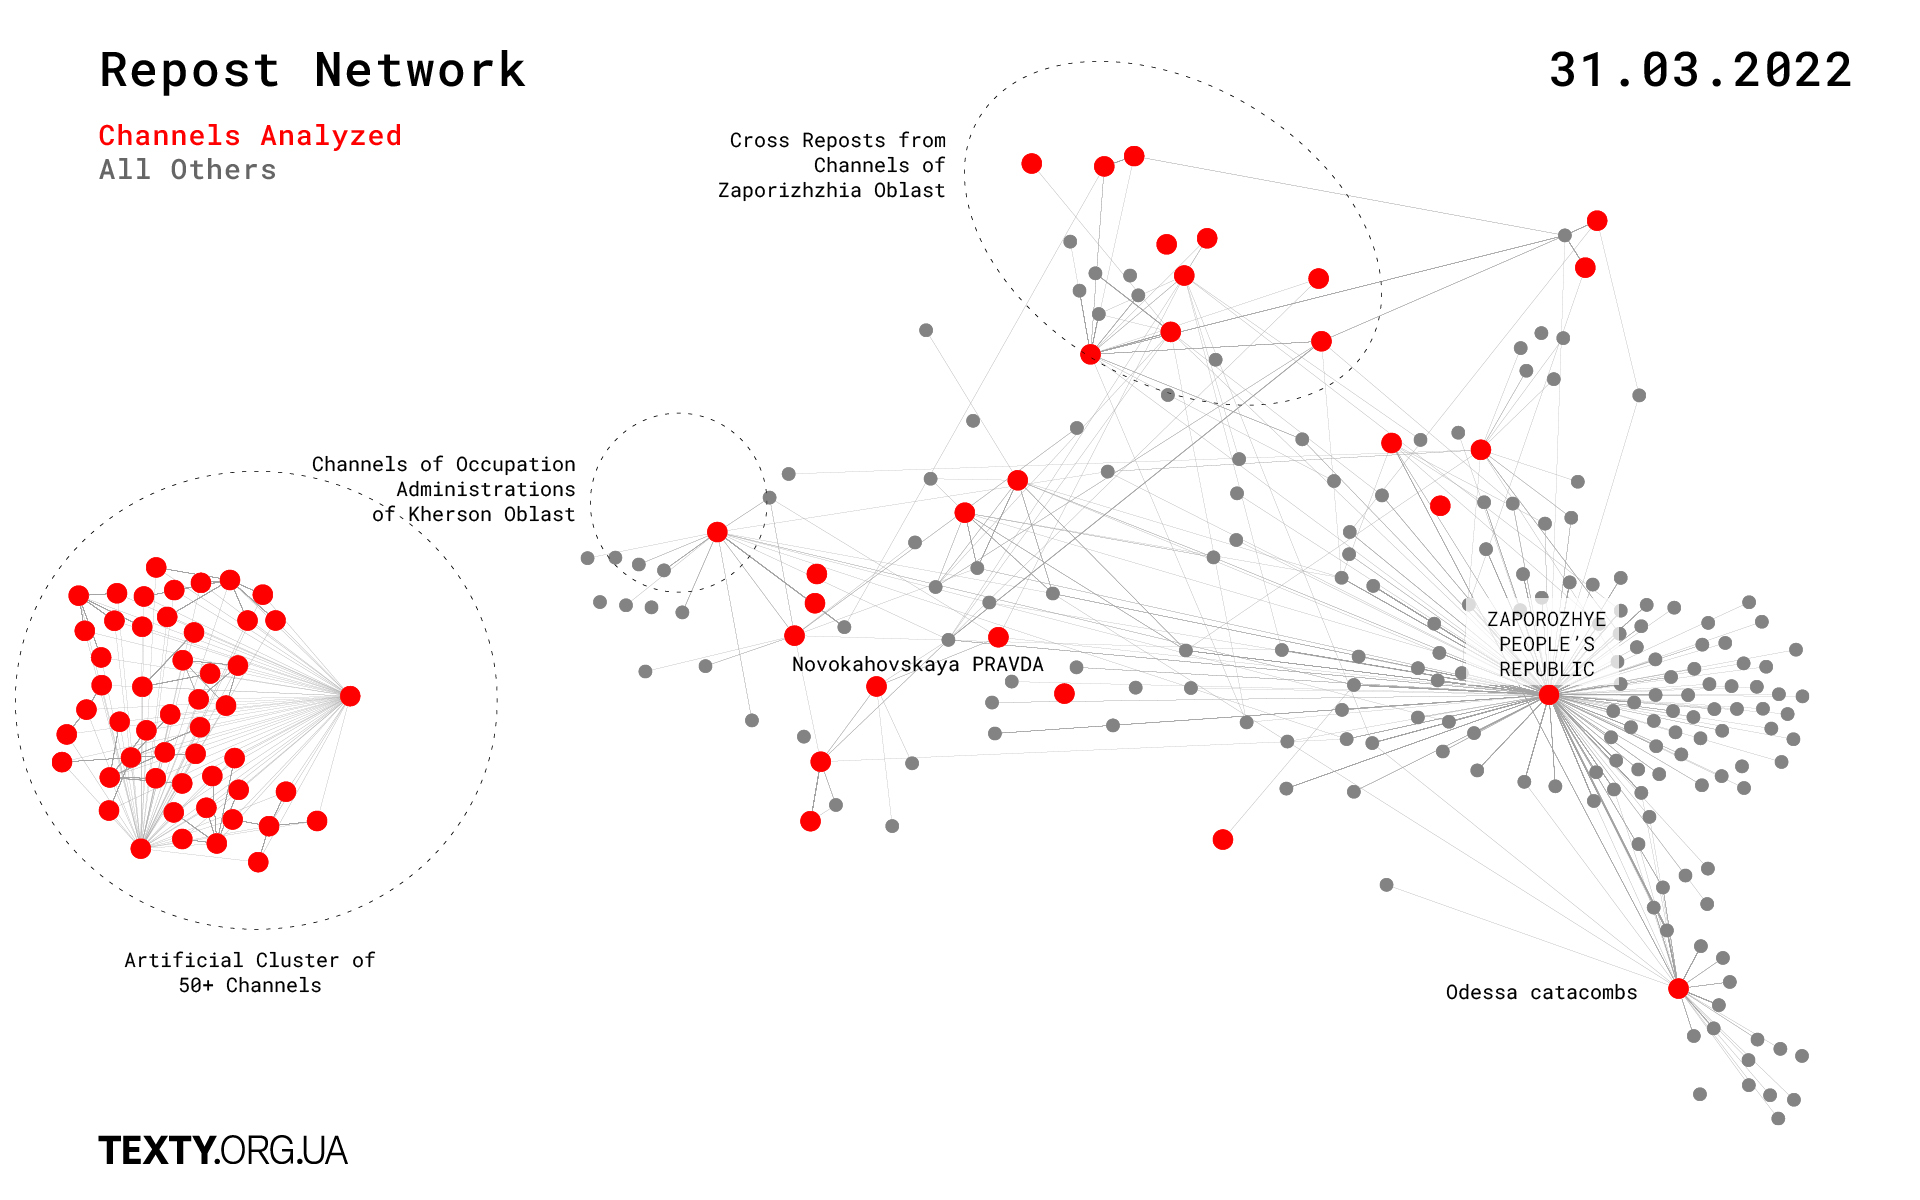 Repost Network
31.03.2022
Channels Analyzed
All Others
Cross Reposts from
Channels of
Zaporizhzhia Oblast
Channels of Occupation
Administrations
of Kherson Oblast
ZAPOROZHYE
PEOPLE’S
REPUBLIC
Novokahovskaya PRAVDA
Artificial Cluster of
50+ Channels
Odessa catacombs
TEXTY.ORG.UA